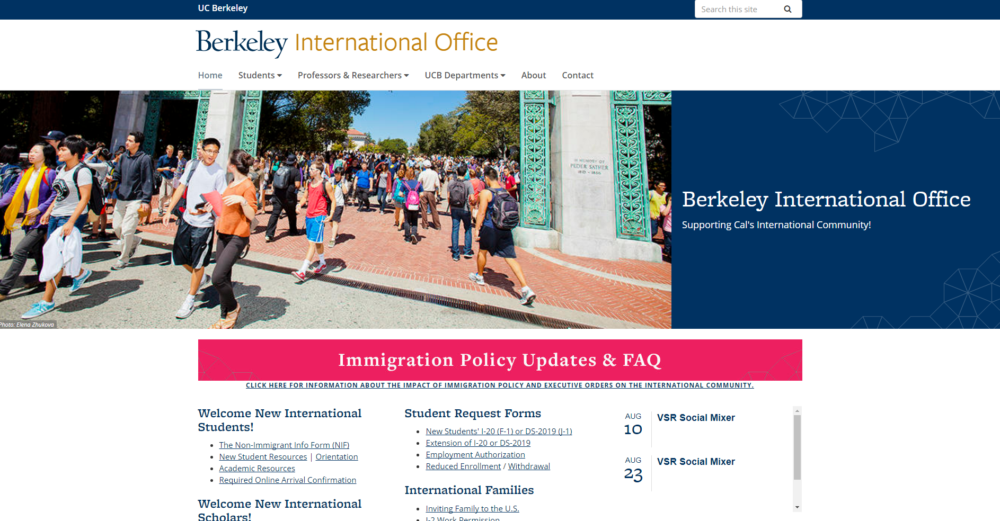 UC Berkeley
Search this site
Berkeley International Office
Home Students Professors & Researchers UCB Departments About Contact
IN MEMORY OF
PEDER SATHER
1810 - 1886
Photo: Elena Zhukova
Berkeley International Office
Supporting Cal's International Community!
Immigration Policy Updates & FAQ
CLICK HERE FOR INFORMATION ABOUT THE IMPACT OF IMMIGRATION POLICY AND EXECUTIVE ORDERS ON THE INTERNATIONAL COMMUNITY.
Welcome New International
Students!
The Non-Immigrant Info Form (NIF)
New Student Resources | Orientation
Academic Resources
Required Online Arrival Confirmation
Welcome New International
Scholars!
Student Request Forms
New Students' I-20 (F-1) or DS-2019 (J-1)
Extension of I-20 or DS-2019
Employment Authorization
Reduced Enrollment / Withdrawal
International Families
Inviting Family to the U.S.
J-2 Work Permission
AUG
10
VSR Social Mixer
AUG
23
VSR Social Mixer